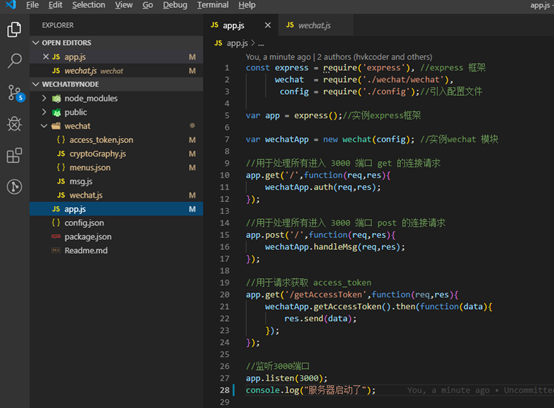 File Edit Selection View Go Debug Terminal Help
EXPLORER
OPEN EDITORS
app.js M
wechat.js wechat M
WECHATBYNODE
node_modules
public
wechat
access_token.json M
cryptoGraphy.js M
menus.json M
msg.js
wechat.js M
app.js M
config.json
package.json
Readme.md
5
app.js
wechat.js
app.js > ...
You, a minute ago | 2 authors (hvkcoder and others)
1 const express = require('express'), //express 框架
2 wechat = require('./wechat/wechat'),
3 config = require('./config');//引入配置文件
4
5 var app = express();//实例express框架
6
7 var wechatApp = new wechat(config); //实例wechat 模块
8
9 //用于处理所有进入 3000 端口 get 的连接请求
10 app.get('/',function(req,res){
11 wechatApp.auth(req,res);
12 });
13
14 //用于处理所有进入 3000 端口 post 的连接请求
15 app.post('/',function(req,res){
16 wechatApp.handleMsg(req,res);
17 });
18
19 //用于请求获取 access_token
20 app.get('/getAccessToken',function(req,res){
21 wechatApp.getAccessToken().then(function(data){
22 res.send(data);
23 });
24 });
25
26 //监听3000端口
27 app.listen(3000);
28 console.log("服务器启动了"); You, a minute ago • Uncommitte
29